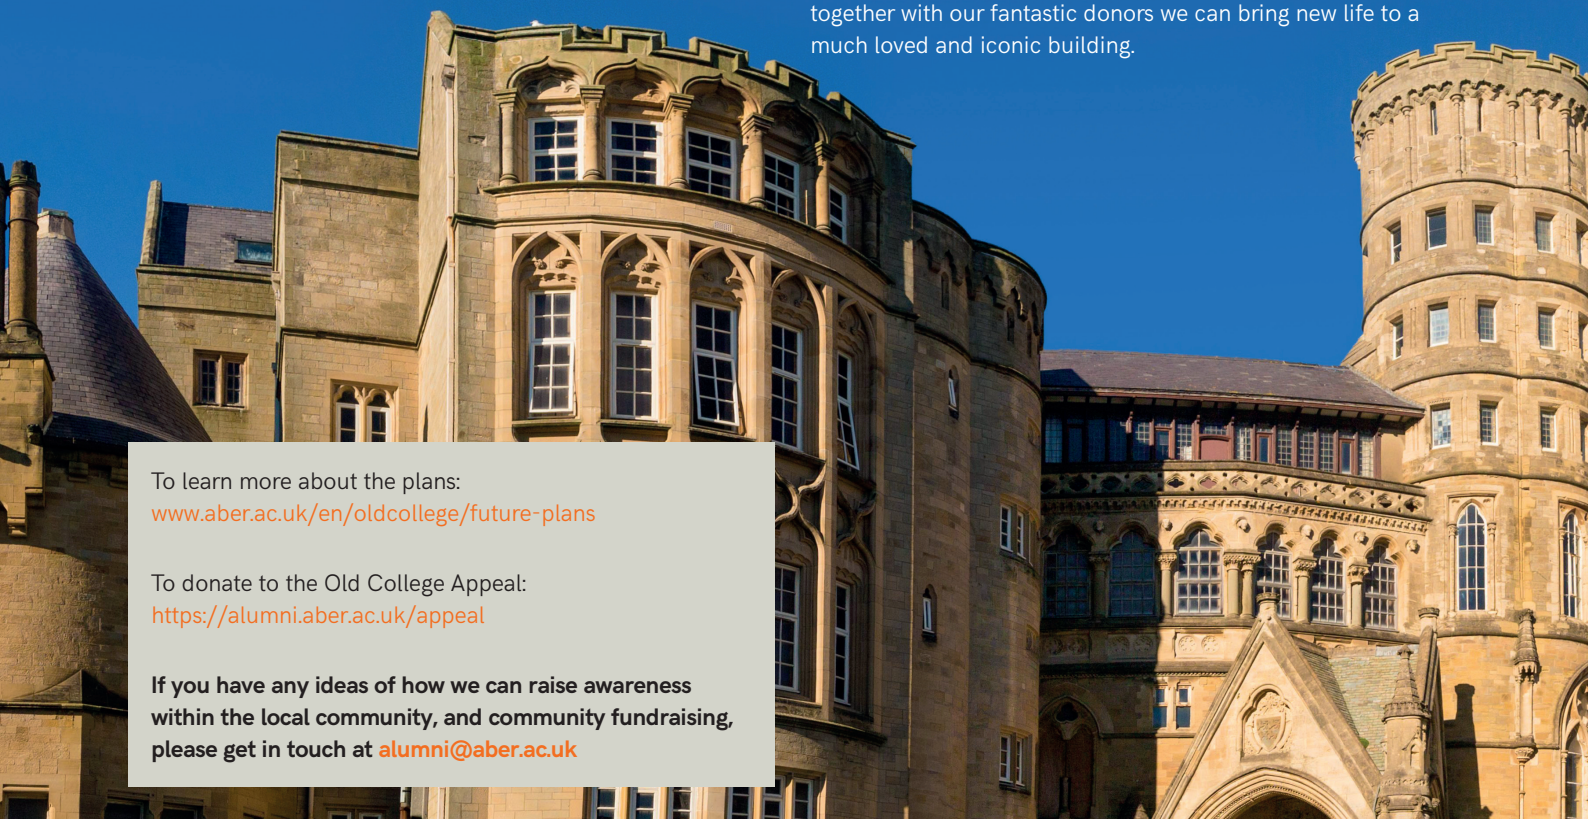 together with our fantastic donors we can bring new life to a
much loved and iconic building.
To learn more about the plans:
www.aber.ac.uk/en/oldcollege/future-plans
To donate to the Old College Appeal:
https://alumni.aber.ac.uk/appeal
If you have any ideas of how we can raise awareness
within the local community, and community fundraising,
please get in touch at alumni@aber.ac.uk